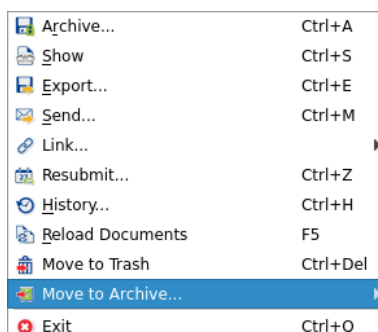 Archive... Ctrl+A
Show Ctrl+S
Export... Ctrl+E
Send... Ctrl+M
Link...
Resubmit... Ctrl+Z
History... Ctrl+H
Reload Documents F5
Move to Trash Ctrl+Del
Move to Archive...
Exit Ctrl+Q